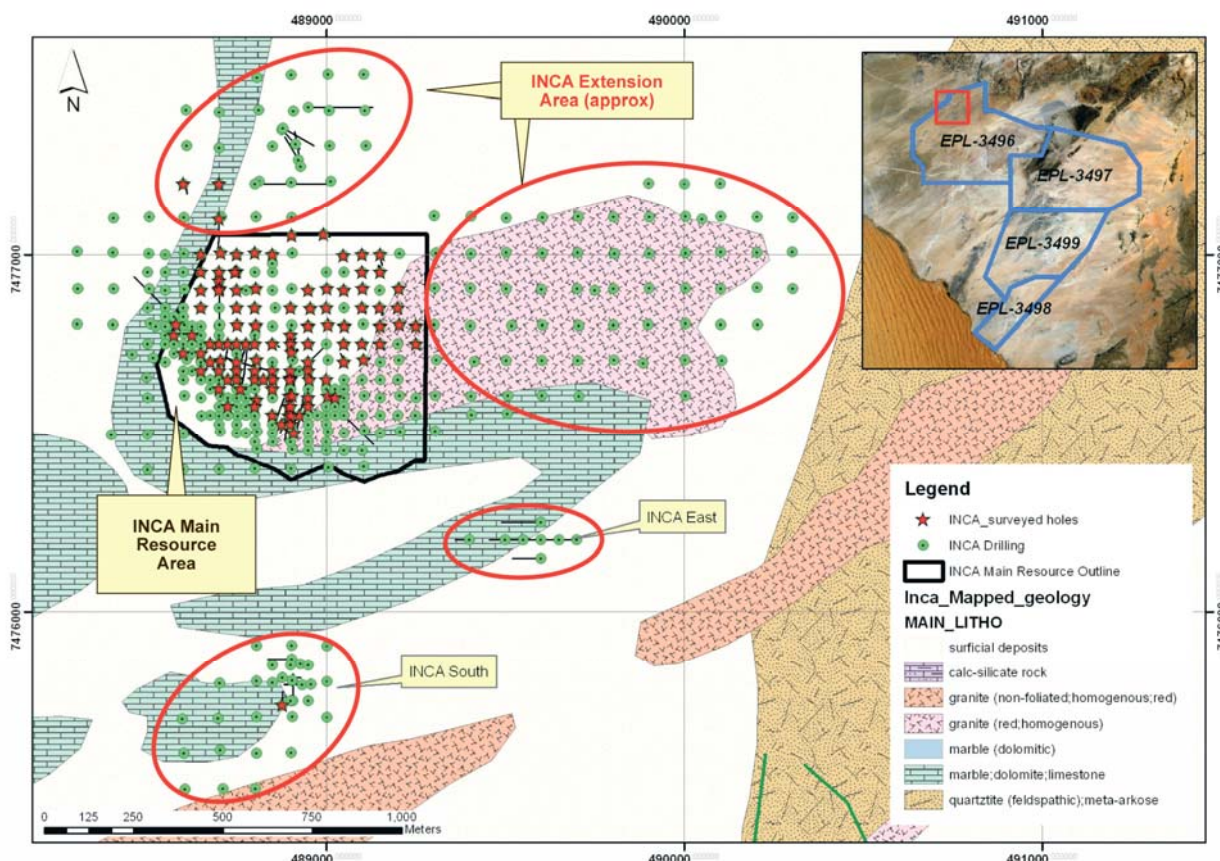 489000
490000
491000
N
INCA Extension
Area (approx)
EPL-3496
EPL-3497
EPL-3499
EPL-3498
7477000
7477000
INCA Main
Resource
Area
INCA East
INCA South
7476000
7476000
Legend
INCA_surveyed holes
INCA Drilling
INCA Main Resource Outline
Inca_Mapped_geology
MAIN_LITHO
surficial deposits
calc-silicate rock
granite (non-foliated;homogenous;red)
granite (red;homogenous)
marble (dolomitic)
marble;dolomite;limestone
quartztite (feldspathic);meta-arkose
0 125 250 500 750 1,000
Meters
489000
490000
491000